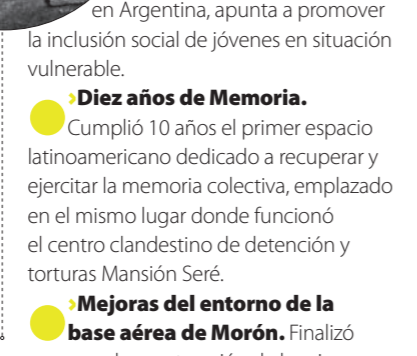 en Argentina, apunta a promover
la inclusión social de jóvenes en situación
vulnerable.
›Diez años de Memoria.
Cumplió 10 años el primer espacio
latinoamericano dedicado a recuperar y
ejercitar la memoria colectiva, emplazado
en el mismo lugar donde funcionó
el centro clandestino de detención y
torturas Mansión Seré.
›Mejoras del entorno de la
base aérea de Morón. Finalizó